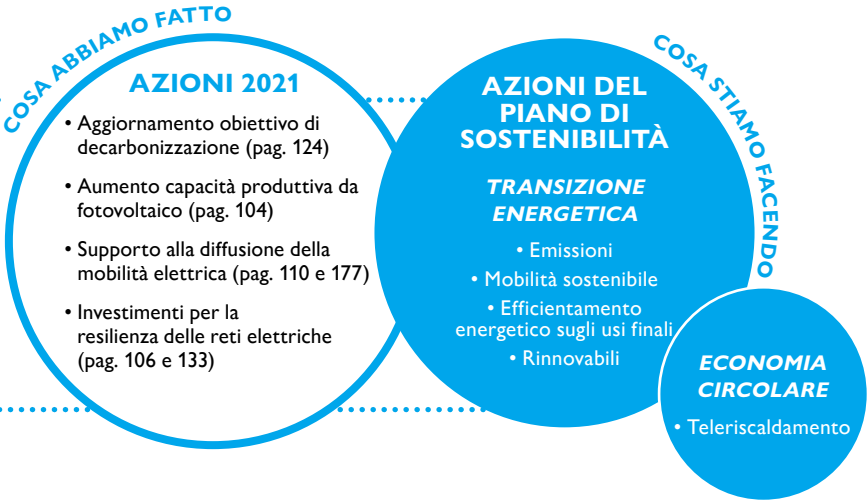 COSA ABBIAMO FATTO
AZIONI 2021
• Aggiornamento obiettivo di
decarbonizzazione (pag. 124)
• Aumento capacità produttiva da
fotovoltaico (pag. 104)
• Supporto alla diffusione della
mobilità elettrica (pag. 110 e 177)
• Investimenti per la
resilienza delle reti elettriche
(pag. 106 e 133)
COSA STIAMO FACENDO
AZIONI DEL
PIANO DI
SOSTENIBILITÀ
TRANSIZIONE
ENERGETICA
• Emissioni
• Mobilità sostenibile
• Efficientamento
energetico sugli usi finali
• Rinnovabili
ECONOMIA
CIRCOLARE
• Teleriscaldamento